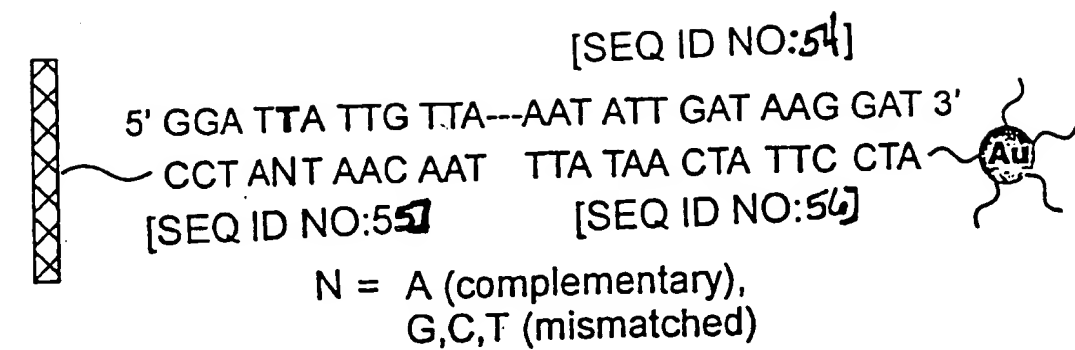 [SEQ ID NO:54]
5' GGA TTA TTG TTA---AAT ATT GAT AAG GAT 3'
CCT ANT AAC AAT TTA TAA CTA TTC CTA Au
[SEQ ID NO:55] [SEQ ID NO:56]
N = A (complementary),
G,C,T (mismatched)